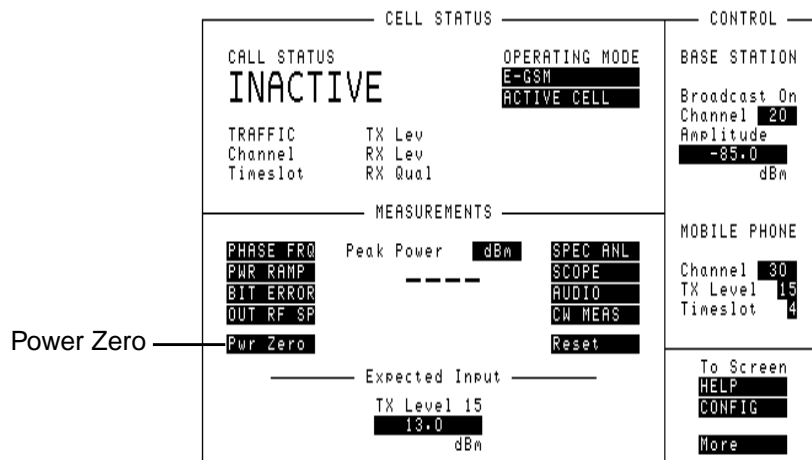 CELL STATUS
CALL STATUS
INACTIVE
OPERATING MODE
E-GSM
ACTIVE CELL
TRAFFIC TX Lev
Channel RX Lev
Timeslot RX Qual
CONTROL
BASE STATION
Broadcast On
Channel 20
Amplitude
-85.0
dBm
MEASUREMENTS
PHASE FRQ
PWR RAMP
BIT ERROR
OUT RF SP
Pwr Zero
Power Zero
Peak Power dBm
----
SPEC ANL
SCOPE
AUDIO
CW MEAS
Reset
Expected Input
TX Level 15
13.0
dBm
MOBILE PHONE
Channel 30
TX Level 15
Timeslot 4
To Screen
HELP
CONFIG
More